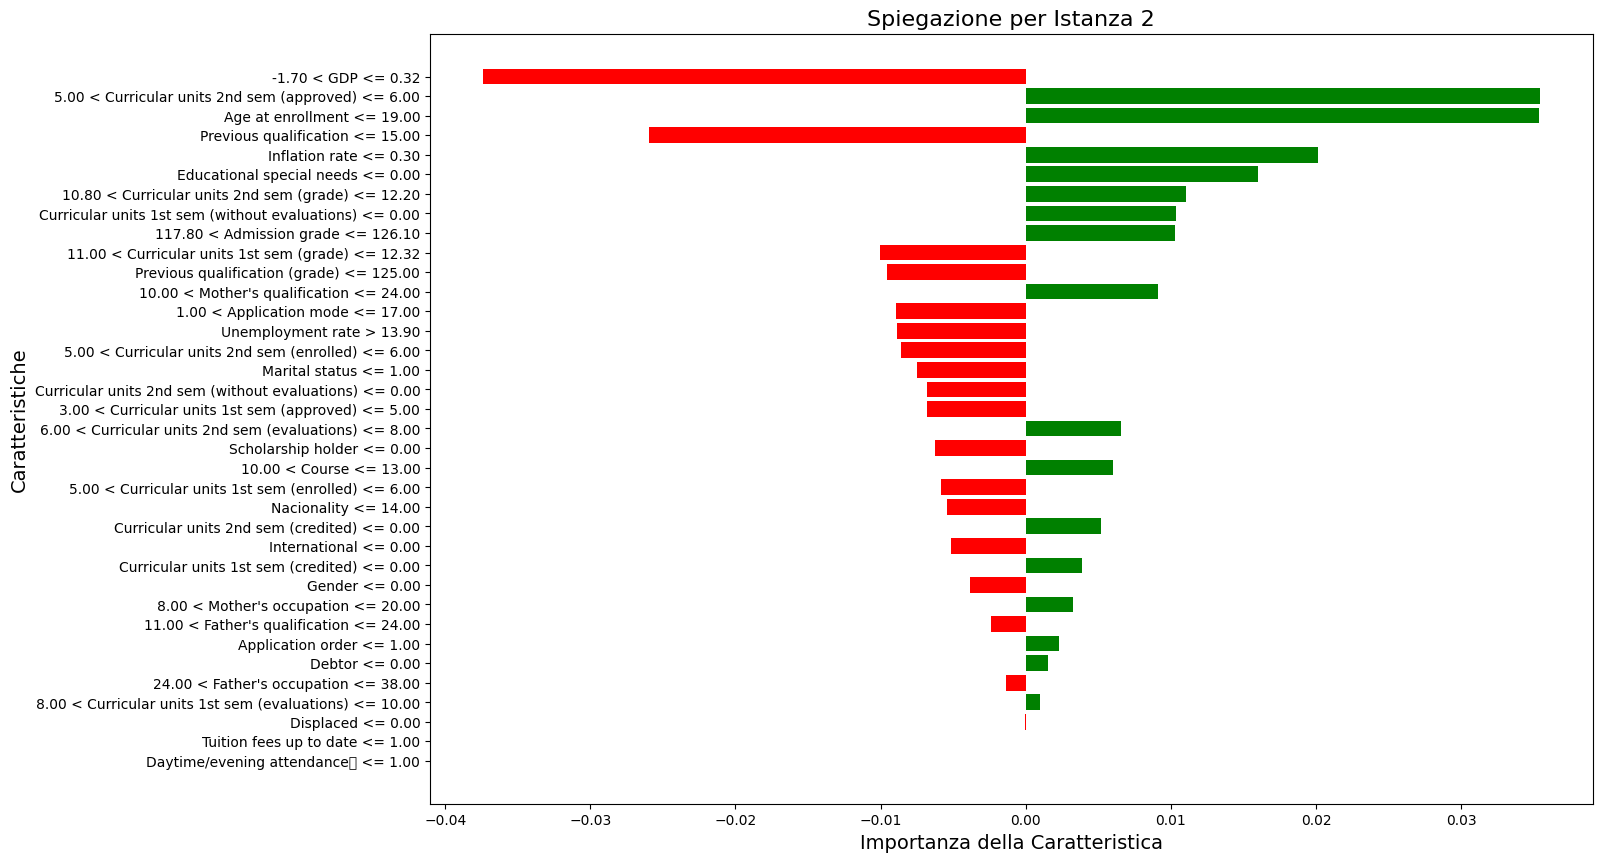 Spiegazione per Istanza 2
-1.70 < GDP <= 0.32
5.00 < Curricular units 2nd sem (approved) <= 6.00
Age at enrollment <= 19.00
Previous qualification <= 15.00
Inflation rate <= 0.30
Educational special needs <= 0.00
10.80 < Curricular units 2nd sem (grade) <= 12.20
Curricular units 1st sem (without evaluations) <= 0.00
117.80 < Admission grade <= 126.10
11.00 < Curricular units 1st sem (grade) <= 12.32
Previous qualification (grade) <= 125.00
10.00 < Mother's qualification <= 24.00
1.00 < Application mode <= 17.00
Unemployment rate > 13.90
5.00 < Curricular units 2nd sem (enrolled) <= 6.00
Marital status <= 1.00
Curricular units 2nd sem (without evaluations) <= 0.00
3.00 < Curricular units 1st sem (approved) <= 5.00
6.00 < Curricular units 2nd sem (evaluations) <= 8.00
Scholarship holder <= 0.00
10.00 < Course <= 13.00
5.00 < Curricular units 1st sem (enrolled) <= 6.00
Nacionality <= 14.00
Curricular units 2nd sem (credited) <= 0.00
International <= 0.00
Curricular units 1st sem (credited) <= 0.00
Gender <= 0.00
8.00 < Mother's occupation <= 20.00
11.00 < Father's qualification <= 24.00
Application order <= 1.00
Debtor <= 0.00
24.00 < Father's occupation <= 38.00
8.00 < Curricular units 1st sem (evaluations) <= 10.00
Displaced <= 0.00
Tuition fees up to date <= 1.00
Daytime/evening attendance▯ <= 1.00
Caratteristiche
−0.04 −0.03 −0.02 −0.01 0.00 0.01 0.02 0.03
Importanza della Caratteristica